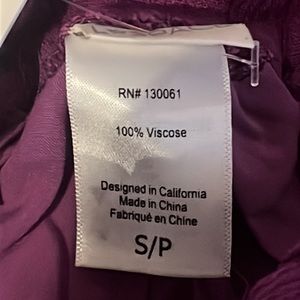 RN# 130061
100% Viscose
Designed in California
Made in China
Fabriqué en Chine
S/P